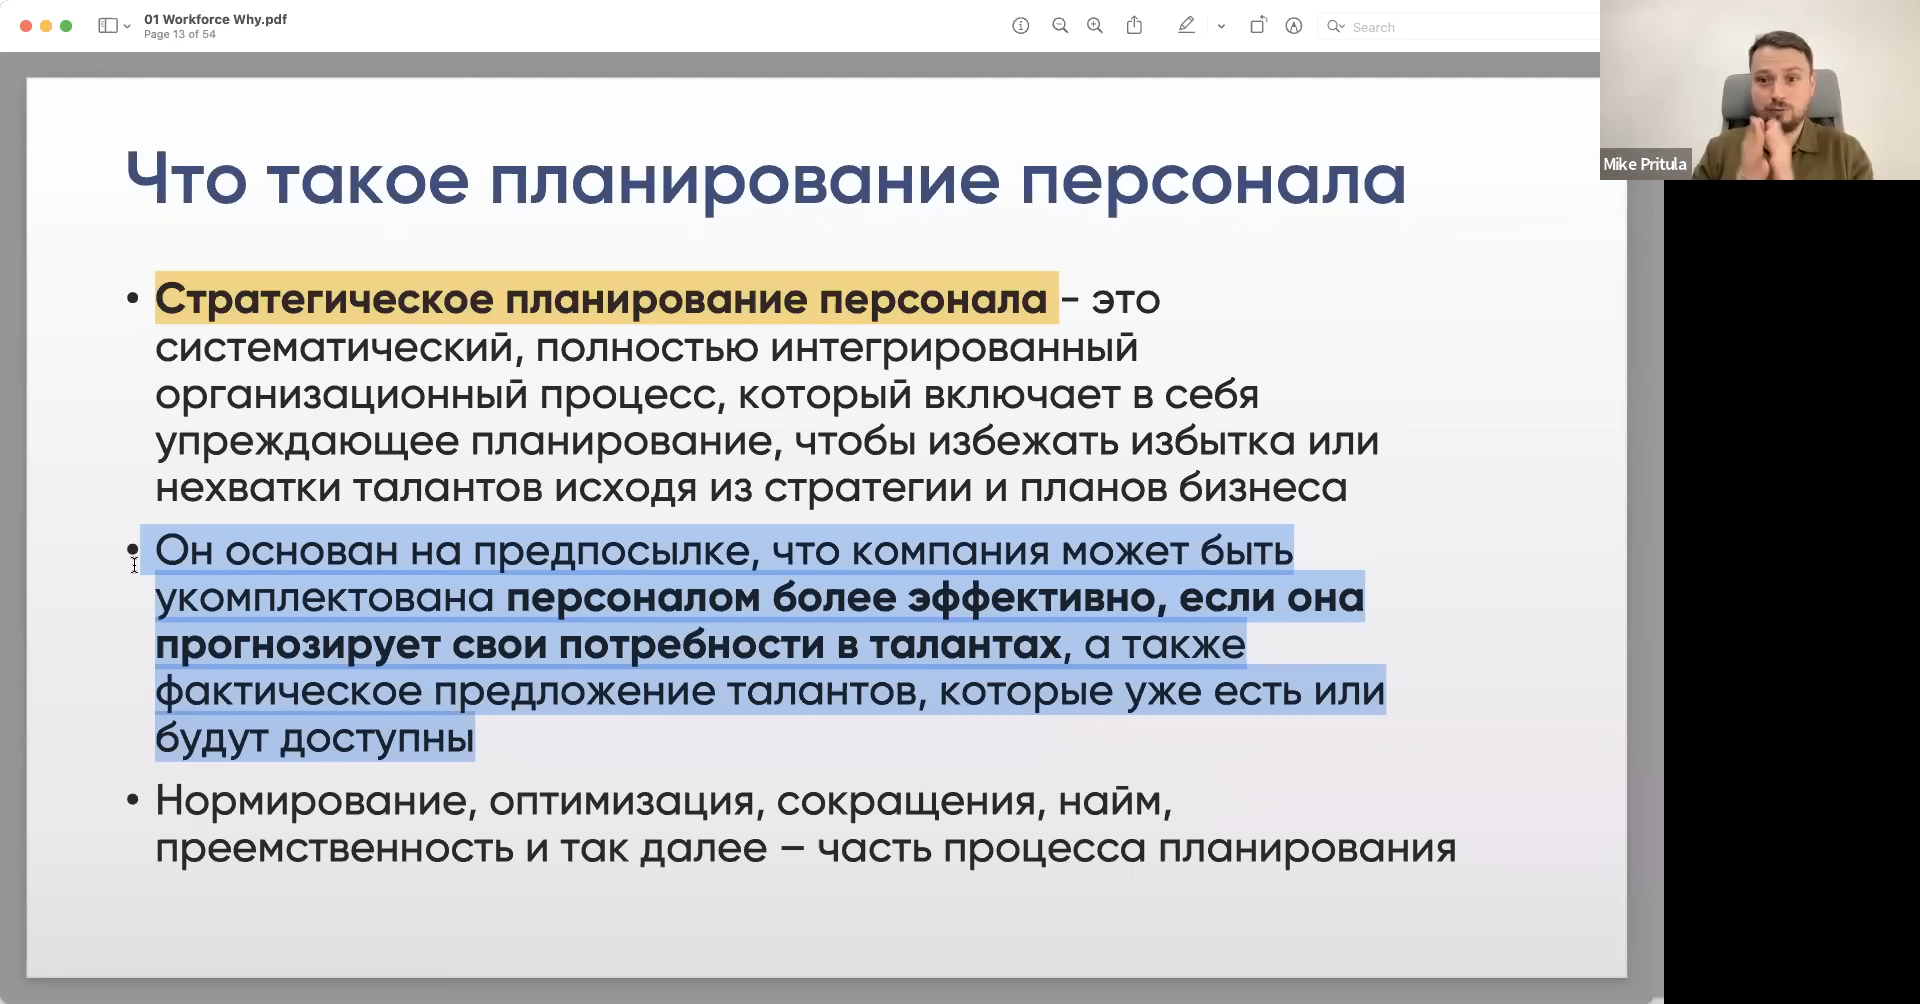 01 Workforce Why.pdf
Page 13 of 54
Search
Mike Pritula
Что такое планирование персонала
• Стратегическое планирование персонала - это
систематический, полностью интегрированный
организационный процесс, который включает в себя
упреждающее планирование, чтобы избежать избытка или
нехватки талантов исходя из стратегии и планов бизнеса
• Он основан на предпосылке, что компания может быть
укомплектована персоналом более эффективно, если она
прогнозирует свои потребности в талантах, а также
фактическое предложение талантов, которые уже есть или
будут доступны
• Нормирование, оптимизация, сокращения, найм,
преемственность и так далее – часть процесса планирования